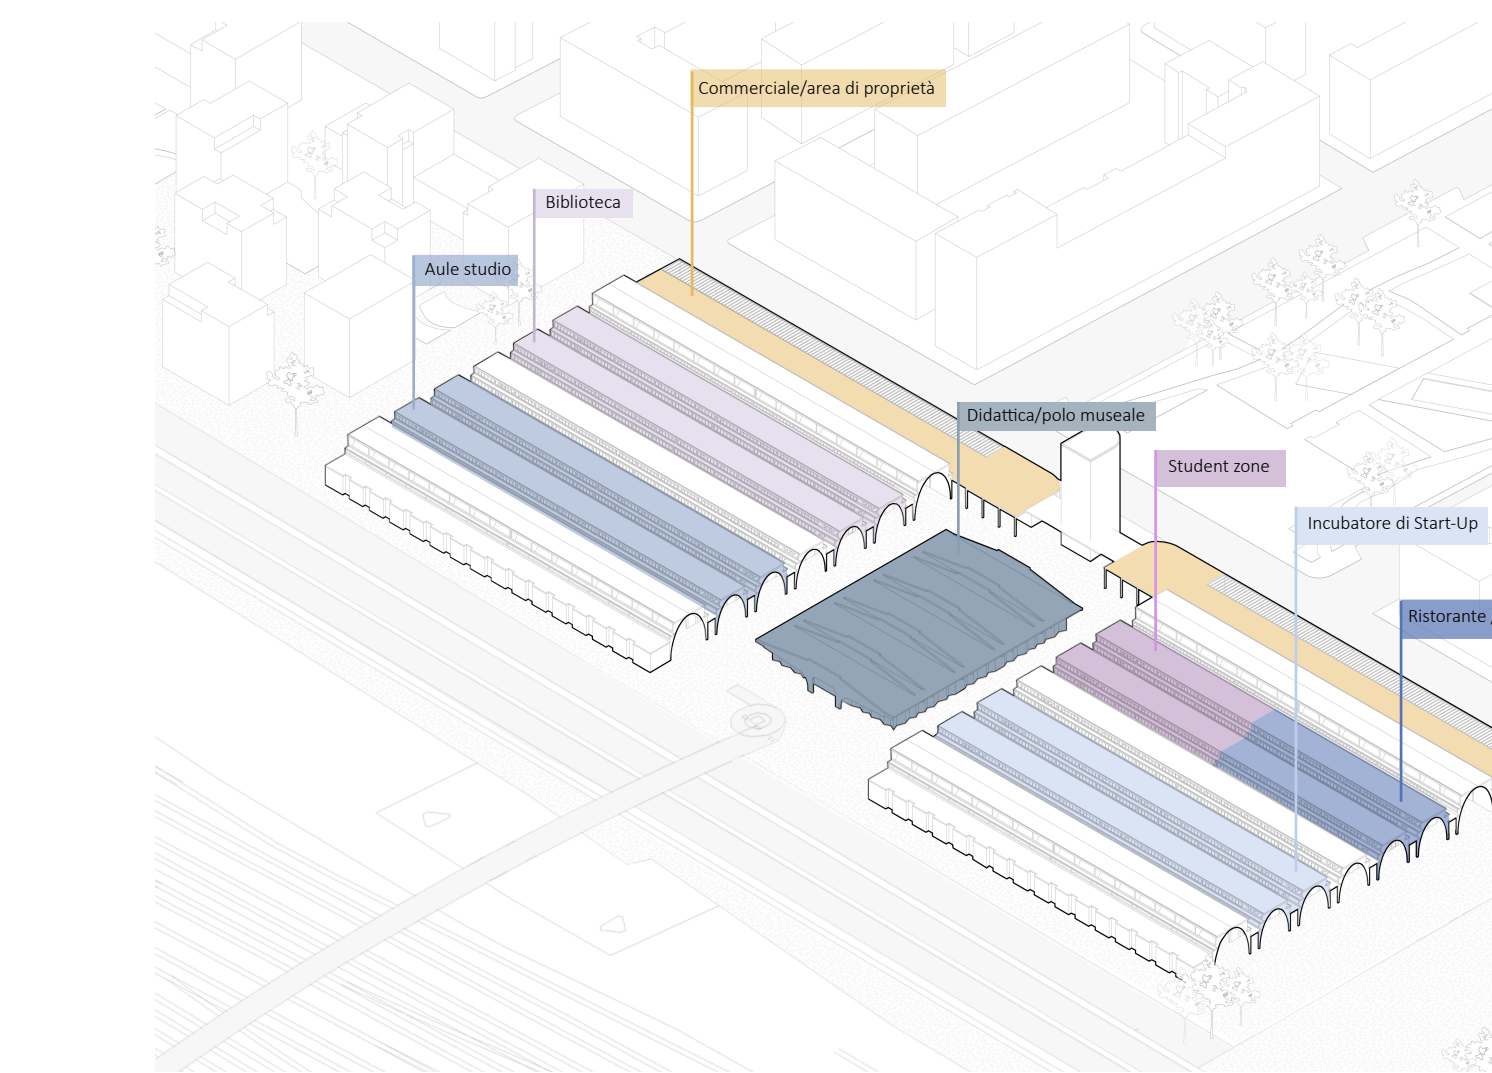 Commerciale/area di proprietà
Biblioteca
Aule studio
Didattica/polo museale
Student zone
Incubatore di Start-Up
Ristorante